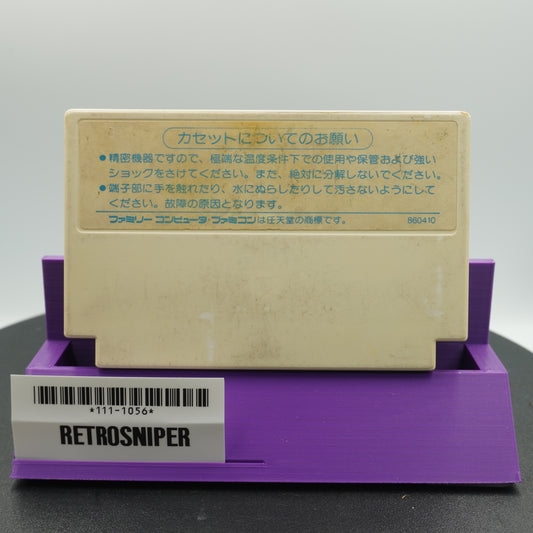 カセットについてのお願い
●精密機器ですので、極端な温度条件下での使用や保管および強い
ショックをさけてください。また、絶対に分解しないでください。
●端子部に手を触れたり、水にぬらしたりして汚さないようにして
ください。故障の原因となります。
ファミリーコンピュータ・ファミコンは任天堂の商標です。 860410
*111-1056*
RETROSNIPER